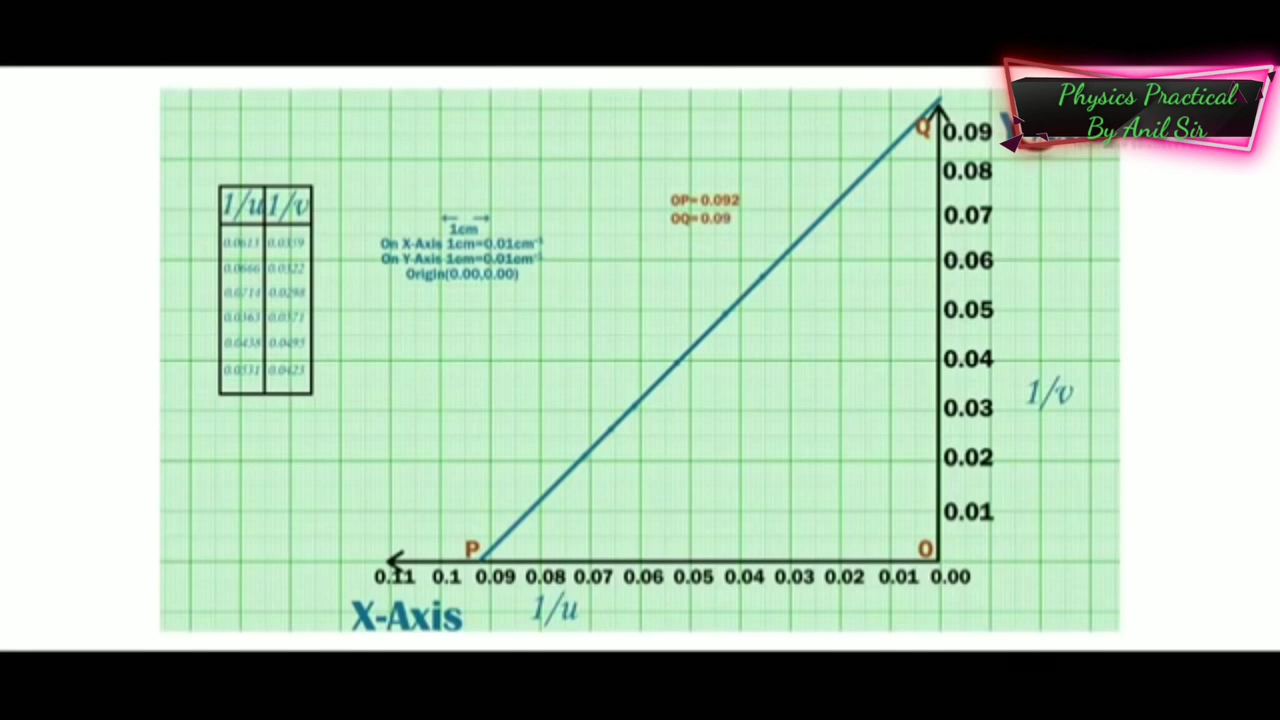 Physics Practical
By Anil Sir
Q
0.09
0.08
OP= 0.092
0.07
OQ= 0.09
1/u 1/v
1cm
On X-Axis 1cm=0.01cm⁻¹
On Y-Axis 1cm=0.01cm⁻¹
Origin(0.00,0.00)
0.06
0.05
0.04
1/v
0.03
0.02
0.01
P
O
0.11 0.1 0.09 0.08 0.07 0.06 0.05 0.04 0.03 0.02 0.01 0.00
X-Axis
1/u